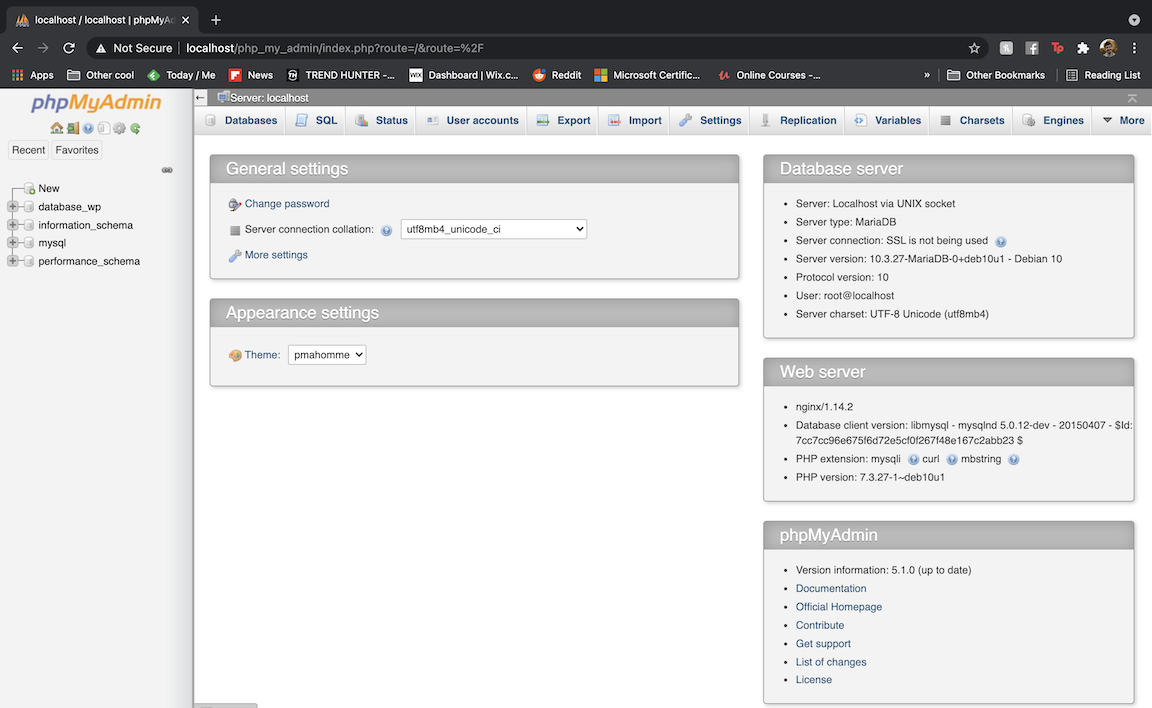 localhost / localhost | phpMyAd
Not Secure | localhost/php_my_admin/index.php?route=/&route=%2F
Apps Other cool Today / Me News TREND HUNTER -... Dashboard | Wix.c... Reddit Microsoft Certific... Online Courses -... » Other Bookmarks Reading List
phpMyAdmin
Recent Favorites
New
database_wp
information_schema
mysql
performance_schema
Server: localhost
Databases SQL Status User accounts Export Import Settings Replication Variables Charsets Engines More
General settings
Change password
Server connection collation: utf8mb4_unicode_ci
More settings
Appearance settings
Theme: pmahomme
Database server
Server: Localhost via UNIX socket
Server type: MariaDB
Server connection: SSL is not being used
Server version: 10.3.27-MariaDB-0+deb10u1 - Debian 10
Protocol version: 10
User: root@localhost
Server charset: UTF-8 Unicode (utf8mb4)
Web server
nginx/1.14.2
Database client version: libmysql - mysqlnd 5.0.12-dev - 20150407 - $Id:
7cc7cc96e675f6d72e5cf0f267f48e167c2abb23 $
PHP extension: mysqli curl mbstring
PHP version: 7.3.27-1~deb10u1
phpMyAdmin
Version information: 5.1.0 (up to date)
Documentation
Official Homepage
Contribute
Get support
List of changes
License